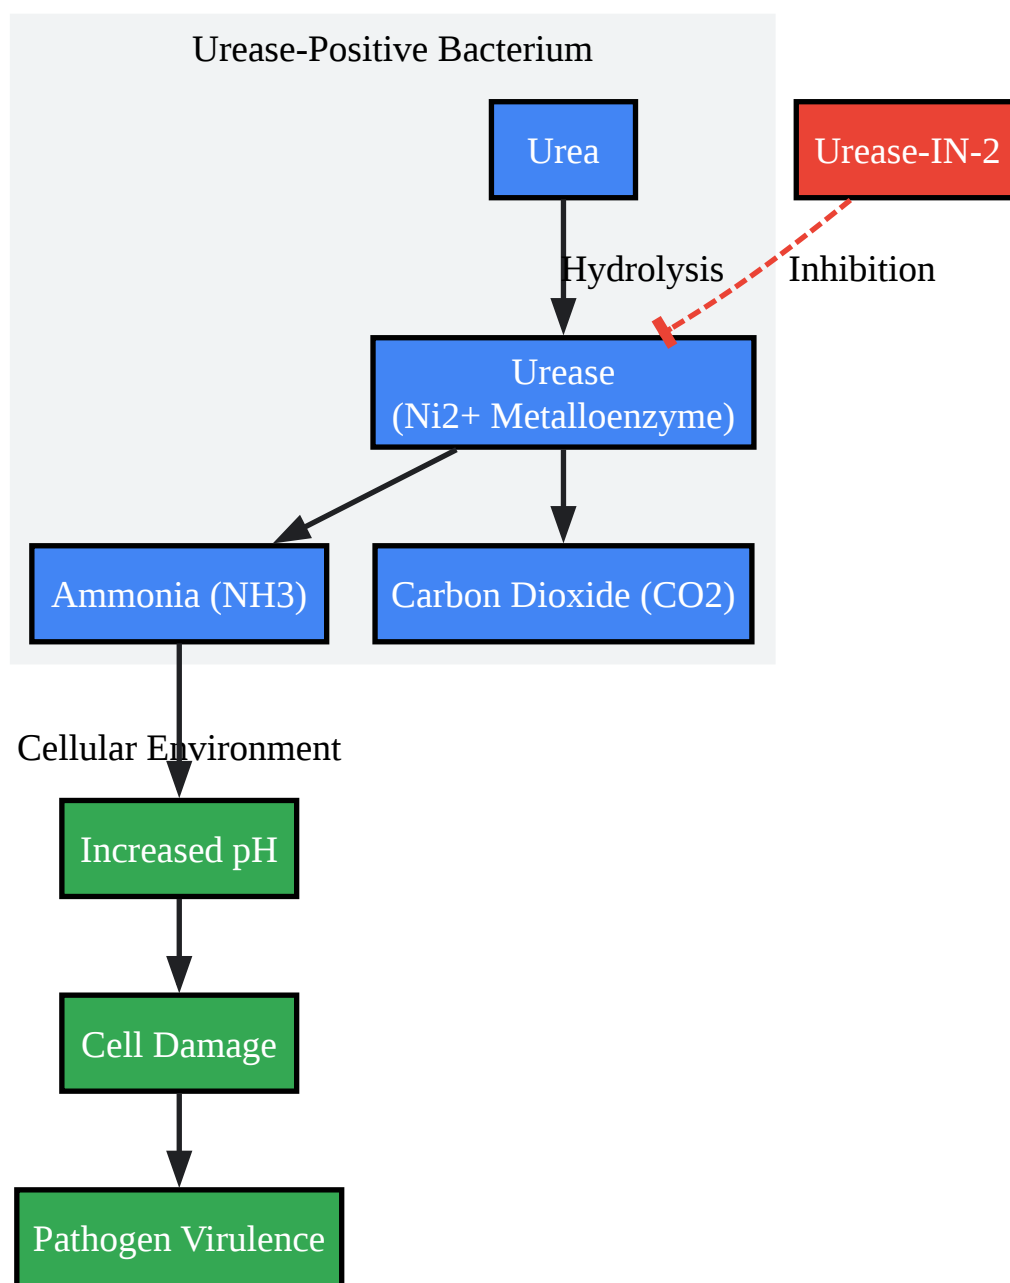 Urease-Positive Bacterium
Urea
Urease-IN-2
Hydrolysis
Inhibition
Urease
(Ni2+ Metalloenzyme)
Ammonia (NH3)
Carbon Dioxide (CO2)
Cellular Environment
Increased pH
Cell Damage
Pathogen Virulence